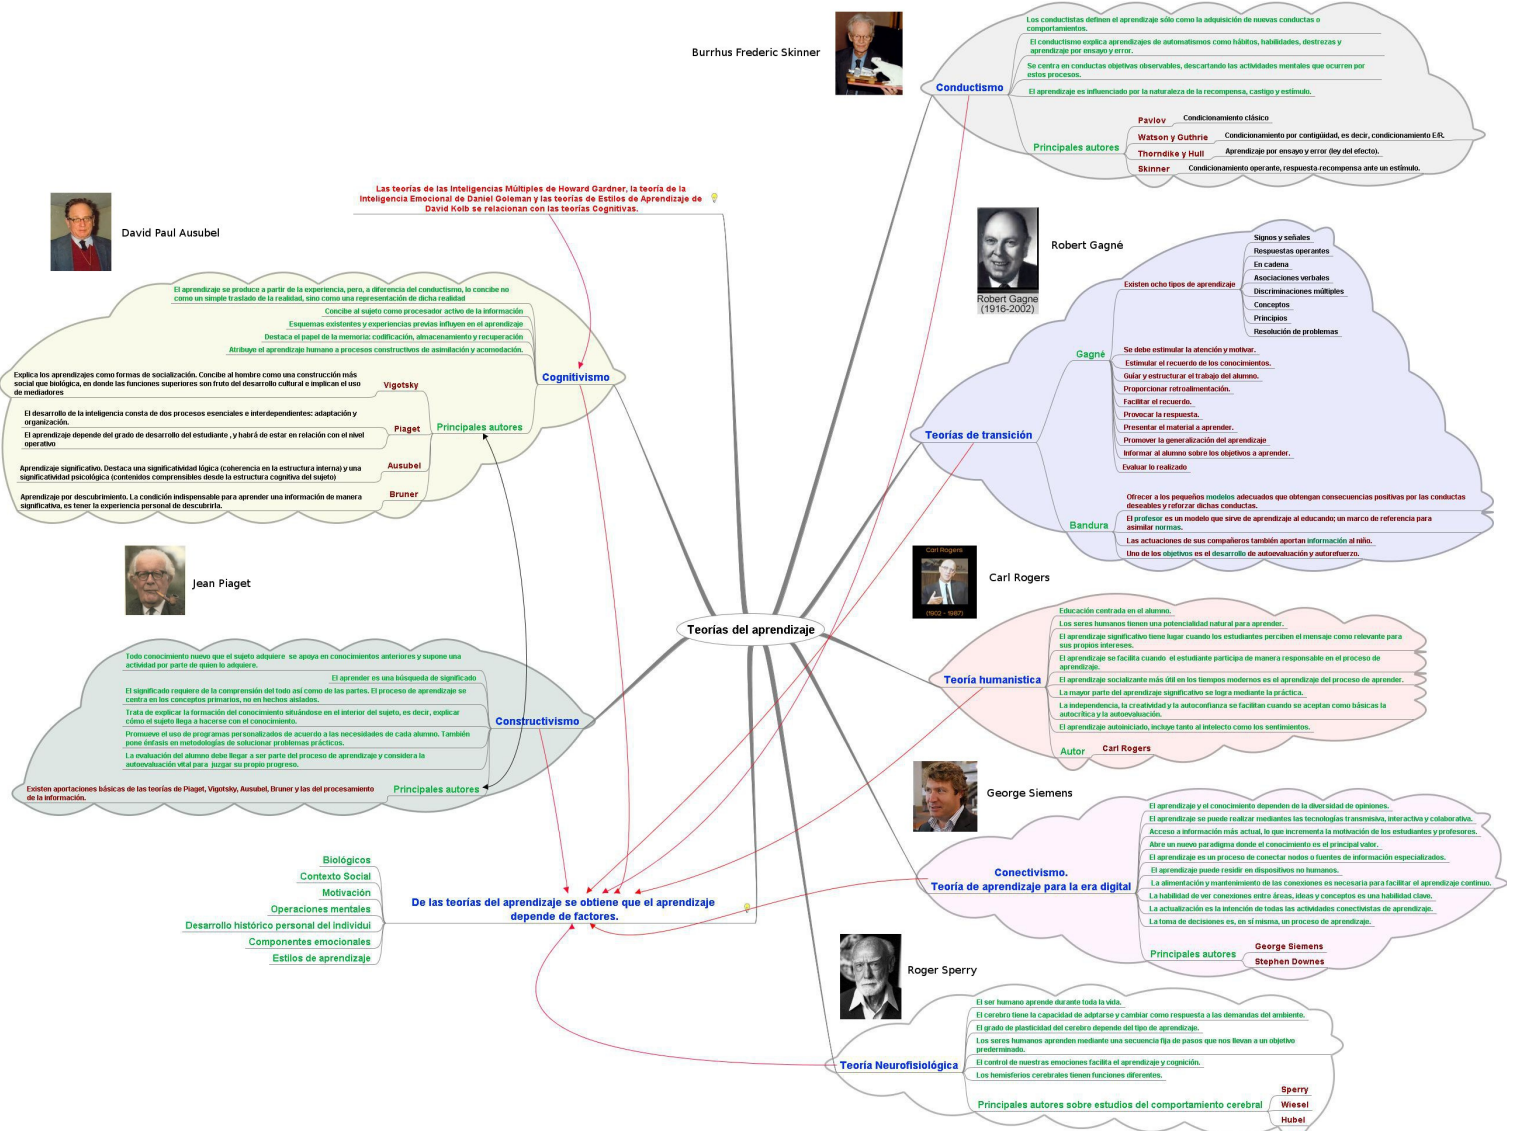 Burrhus Frederic Skinner
Conductismo
Los conductistas definen el aprendizaje sólo como la adquisición de nuevas conductas o
comportamientos.
El conductismo explica aprendizajes de automatismos como hábitos, habilidades, destrezas y
aprendizaje por ensayo y error.
Se centra en conductas objetivas observables, descartando las actividades mentales que ocurren por
estos procesos.
El aprendizaje es influenciado por la naturaleza de la recompensa, castigo y estímulo.
Principales autores
Pavlov
Condicionamiento clásico
Watson y Guthrie
Condicionamiento por contigüidad, es decir, condicionamiento E/R.
Thorndike y Hull
Aprendizaje por ensayo y error (ley del efecto).
Skinner
Condicionamiento operante, respuesta-recompensa ante un estímulo.
Las teorías de las Inteligencias Múltiples de Howard Gardner, la teoría de la
Inteligencia Emocional de Daniel Goleman y las teorías de Estilos de Aprendizaje de
David Kolb se relacionan con las teorías Cognitivas.
David Paul Ausubel
El aprendizaje se produce a partir de la experiencia, pero, a diferencia del conductismo, lo concibe no
como un simple traslado de la realidad, sino como una representación de dicha realidad
Concibe al sujeto como procesador activo de la información
Esquemas existentes y experiencias previas influyen en el aprendizaje
Destaca el papel de la memoria: codificación, almacenamiento y recuperación
Atribuye el aprendizaje humano a procesos constructivos de asimilación y acomodación.
Cognitivismo
Principales autores
Vigotsky
Explica los aprendizajes como formas de socialización. Concibe al hombre como una construcción más
social que biológica, en donde las funciones superiores son fruto del desarrollo cultural e implican el uso
de mediadores
Piaget
El desarrollo de la inteligencia consta de dos procesos esenciales e interdependientes: adaptación y
organización.
El aprendizaje depende del grado de desarrollo del estudiante , y habrá de estar en relación con el nivel
operativo
Ausubel
Aprendizaje significativo. Destaca una significatividad lógica (coherencia en la estructura interna) y una
significatividad psicológica (contenidos comprensibles desde la estructura cognitiva del sujeto)
Bruner
Aprendizaje por descubrimiento. La condición indispensable para aprender una información de manera
significativa, es tener la experiencia personal de descubrirla.
Robert Gagne
(1916-2002)
Robert Gagné
Teorías de transición
Gagné
Existen ocho tipos de aprendizaje
Signos y señales
Respuestas operantes
En cadena
Asociaciones verbales
Discriminaciones múltiples
Conceptos
Principios
Resolución de problemas
Se debe estimular la atención y motivar.
Estimular el recuerdo de los conocimientos.
Guíar y estructurar el trabajo del alumno.
Proporcionar retroalimentación.
Facilitar el recuerdo.
Provocar la respuesta.
Presentar el material a aprender.
Promover la generalización del aprendizaje
Informar al alumno sobre los objetivos a aprender.
Evaluar lo realizado
Bandura
Ofrecer a los pequeños modelos adecuados que obtengan consecuencias positivas por las conductas
deseables y reforzar dichas conductas.
El profesor es un modelo que sirve de aprendizaje al educando; un marco de referencia para
asimilar normas.
Las actuaciones de sus compañeros también aportan información al niño.
Uno de los objetivos es el desarrollo de autoevaluación y autorefuerzo.
Jean Piaget
Teorías del aprendizaje
Todo conocimiento nuevo que el sujeto adquiere se apoya en conocimientos anteriores y supone una
actividad por parte de quien lo adquiere.
El aprender es una búsqueda de significado
El significado requiere de la comprensión del todo así como de las partes. El proceso de aprendizaje se
centra en los conceptos primarios, no en hechos aislados.
Trata de explicar la formación del conocimiento situándose en el interior del sujeto, es decir, explicar
cómo el sujeto llega a hacerse con el conocimiento.
Promueve el uso de programas personalizados de acuerdo a las necesidades de cada alumno. También
pone énfasis en metodologías de solucionar problemas prácticos.
La evaluación del alumno debe llegar a ser parte del proceso de aprendizaje y considera la
autoevaluación vital para juzgar su propio progreso.
Constructivismo
Principales autores
Existen aportaciones básicas de las teorías de Piaget, Vigotsky, Ausubel, Bruner y las del procesamiento
de la información.
Carl Rogers
(1902 - 1987)
Carl Rogers
Teoría humanistica
Educación centrada en el alumno.
Los seres humanos tienen una potencialidad natural para aprender.
El aprendizaje significativo tiene lugar cuando los estudiantes perciben el mensaje como relevante para
sus propios intereses.
El aprendizaje se facilita cuando el estudiante participa de manera responsable en el proceso de
aprendizaje.
El aprendizaje socializante más útil en los tiempos modernos es el aprendizaje del proceso de aprender.
La mayor parte del aprendizaje significativo se logra mediante la práctica.
La independencia, la creatividad y la autoconfianza se facilitan cuando se aceptan como básicas la
autocrítica y la autoevaluación.
El aprendizaje autoiniciado, incluye tanto al intelecto como los sentimientos.
Autor
Carl Rogers
George Siemens
Conectivismo.
Teoría de aprendizaje para la era digital
El aprendizaje y el conocimiento dependen de la diversidad de opiniones.
El aprendizaje se puede realizar mediantes las tecnologías transmisiva, interactiva y colaborativa.
Acceso a información más actual, lo que incrementa la motivación de los estudiantes y profesores.
Abre un nuevo paradigma donde el conocimiento es el principal valor.
El aprendizaje es un proceso de conectar nodos o fuentes de información especializados.
El aprendizaje puede residir en dispositivos no humanos.
La alimentación y mantenimiento de las conexiones es necesaria para facilitar el aprendizaje continuo.
La habilidad de ver conexiones entre áreas, ideas y conceptos es una habilidad clave.
La actualización es la intención de todas las actividades conectivistas de aprendizaje.
La toma de decisiones es, en sí misma, un proceso de aprendizaje.
Principales autores
George Siemens
Stephen Downes
De las teorías del aprendizaje se obtiene que el aprendizaje
depende de factores.
Biológicos
Contexto Social
Motivación
Operaciones mentales
Desarrollo histórico personal del individui
Componentes emocionales
Estilos de aprendizaje
Roger Sperry
Teoría Neurofisiológica
El ser humano aprende durante toda la vida.
El cerebro tiene la capacidad de adptarse y cambiar como respuesta a las demandas del ambiente.
El grado de plasticidad del cerebro depende del tipo de aprendizaje.
Los seres humanos aprenden mediante una secuencia fija de pasos que nos llevan a un objetivo
predeterminado.
El control de nuestras emociones facilita el aprendizaje y cognición.
Los hemisferios cerebrales tienen funciones diferentes.
Principales autores sobre estudios del comportamiento cerebral
Sperry
Wiesel
Hubel